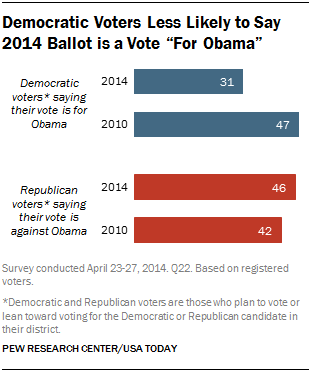 Democratic Voters Less Likely to Say
2014 Ballot is a Vote “For Obama”
Democratic
voters* saying
their vote is for
Obama
2014
31
2010
47
Republican
voters* saying
their vote is
against Obama
2014
46
2010
42
Survey conducted April 23-27, 2014. Q22. Based on registered
voters.
*Democratic and Republican voters are those who plan to vote or
lean toward voting for the Democratic or Republican candidate in
their district.
PEW RESEARCH CENTER/USA TODAY